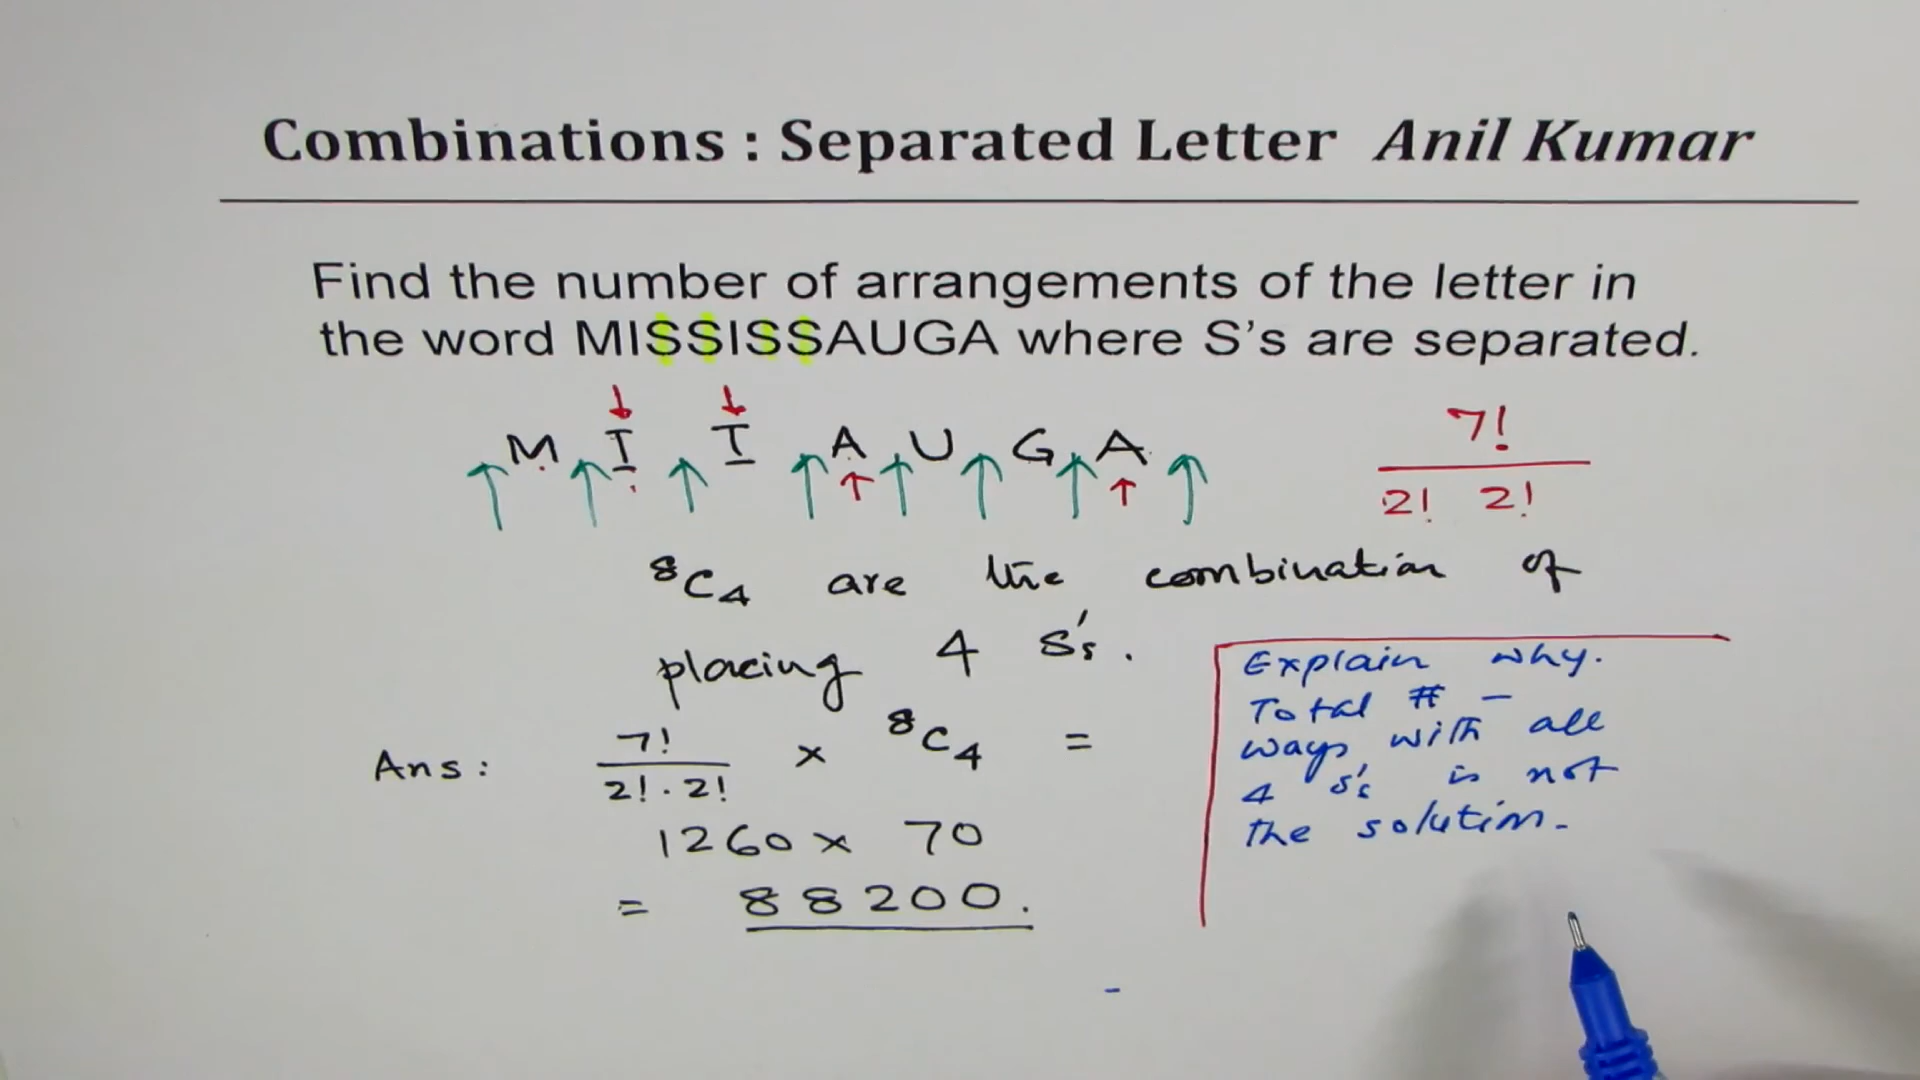 Combinations : Separated Letter Anil Kumar
Find the number of arrangements of the letter in
the word MISSISSAUGA where S's are separated.
M I I A U G A
7!
2! 2!
⁸C₄ are the combination of
placing 4 S's.
Ans: 7! / 2!·2! × ⁸C₄ =
1260 × 70
= 88200.
Explain why.
Total # –
ways with all
4 S's is not
the solution.